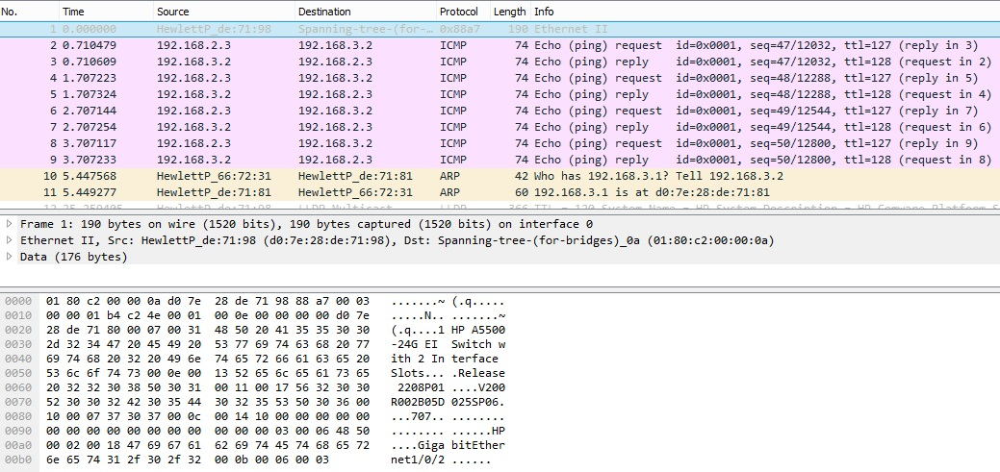 No. Time Source Destination Protocol Length Info
1 0.000000 HewlettP_de:71:98 Spanning-tree-(for-… 0x88a7 190 Ethernet II
2 0.710479 192.168.2.3 192.168.3.2 ICMP 74 Echo (ping) request id=0x0001, seq=47/12032, ttl=127 (reply in 3)
3 0.710609 192.168.3.2 192.168.2.3 ICMP 74 Echo (ping) reply id=0x0001, seq=47/12032, ttl=128 (request in 2)
4 1.707223 192.168.2.3 192.168.3.2 ICMP 74 Echo (ping) request id=0x0001, seq=48/12288, ttl=127 (reply in 5)
5 1.707324 192.168.3.2 192.168.2.3 ICMP 74 Echo (ping) reply id=0x0001, seq=48/12288, ttl=128 (request in 4)
6 2.707144 192.168.2.3 192.168.3.2 ICMP 74 Echo (ping) request id=0x0001, seq=49/12544, ttl=127 (reply in 7)
7 2.707254 192.168.3.2 192.168.2.3 ICMP 74 Echo (ping) reply id=0x0001, seq=49/12544, ttl=128 (request in 6)
8 3.707117 192.168.2.3 192.168.3.2 ICMP 74 Echo (ping) request id=0x0001, seq=50/12800, ttl=127 (reply in 9)
9 3.707233 192.168.3.2 192.168.2.3 ICMP 74 Echo (ping) reply id=0x0001, seq=50/12800, ttl=128 (request in 8)
10 5.447568 HewlettP_66:72:31 HewlettP_de:71:81 ARP 42 Who has 192.168.3.1? Tell 192.168.3.2
11 5.449277 HewlettP_de:71:81 HewlettP_66:72:31 ARP 60 192.168.3.1 is at d0:7e:28:de:71:81
Frame 1: 190 bytes on wire (1520 bits), 190 bytes captured (1520 bits) on interface 0
Ethernet II, Src: HewlettP_de:71:98 (d0:7e:28:de:71:98), Dst: Spanning-tree-(for-bridges)_0a (01:80:c2:00:00:0a)
Data (176 bytes)
0000 01 80 c2 00 00 0a d0 7e 28 de 71 98 88 a7 00 03 .......~ (.q.....
0010 00 00 01 b4 c2 4e 00 01 00 0e 00 00 00 00 d0 7e .....N.. .......~
0020 28 de 71 80 00 07 00 31 48 50 20 41 35 35 30 30 (.q....1 HP A5500
0030 2d 32 34 47 20 45 49 20 53 77 69 74 63 68 20 77 -24G EI Switch w
0040 69 74 68 20 32 20 49 6e 74 65 72 66 61 63 65 20 ith 2 In terface
0050 53 6c 6f 74 73 00 0e 00 13 52 65 6c 65 61 73 65 Slots... .Release
0060 20 32 32 30 38 50 30 31 00 11 00 17 56 32 30 30 2208P01 ....V200
0070 52 30 30 32 42 30 35 44 30 32 35 53 50 30 36 00 R002B05D 025SP06.
0080 10 00 07 37 30 37 00 0c 00 14 10 00 00 00 00 00 ...707.. ........
0090 00 00 00 00 00 00 00 00 00 00 00 03 00 06 48 50 ........ ......HP
00a0 00 02 00 18 47 69 67 61 62 69 74 45 74 68 65 72 ....Giga bitEther
00b0 6e 65 74 31 2f 30 2f 32 00 0b 00 06 00 03 net1/0/2 ......